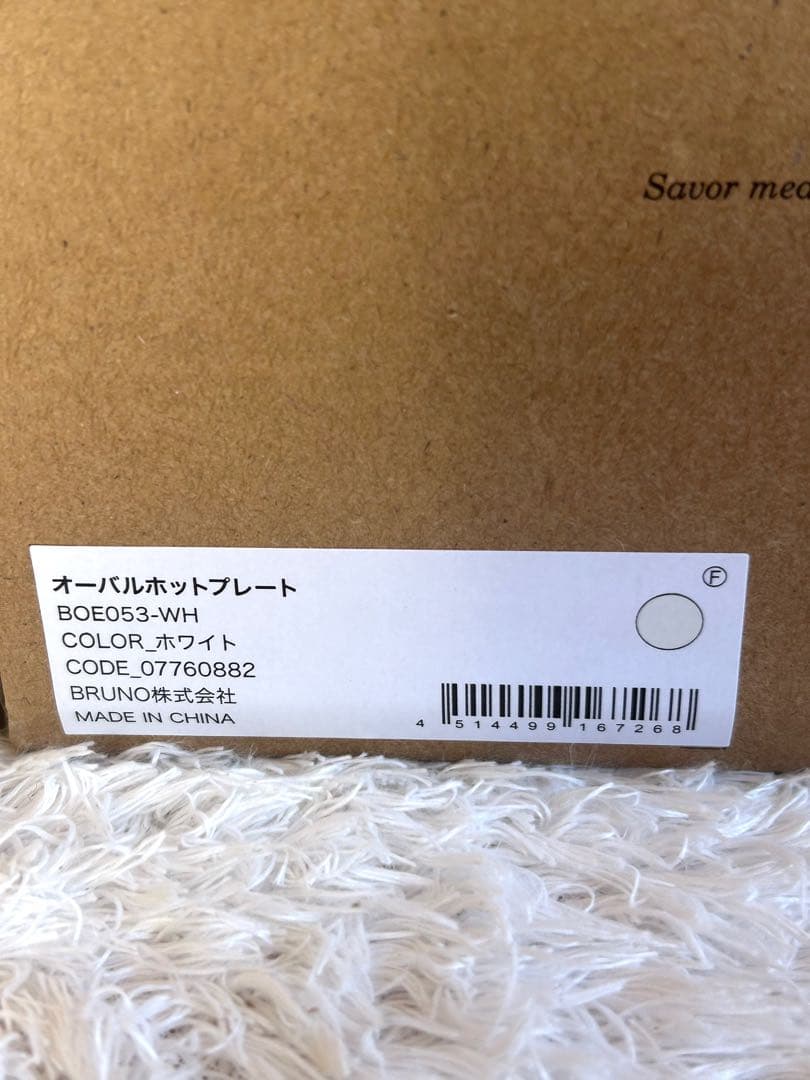 Savor
オーバルホットプレート
Ⓕ
BOE053-WH
COLOR_ホワイト
CODE_07760882
BRUNO株式会社
MADE IN CHINA
4 514499 167268